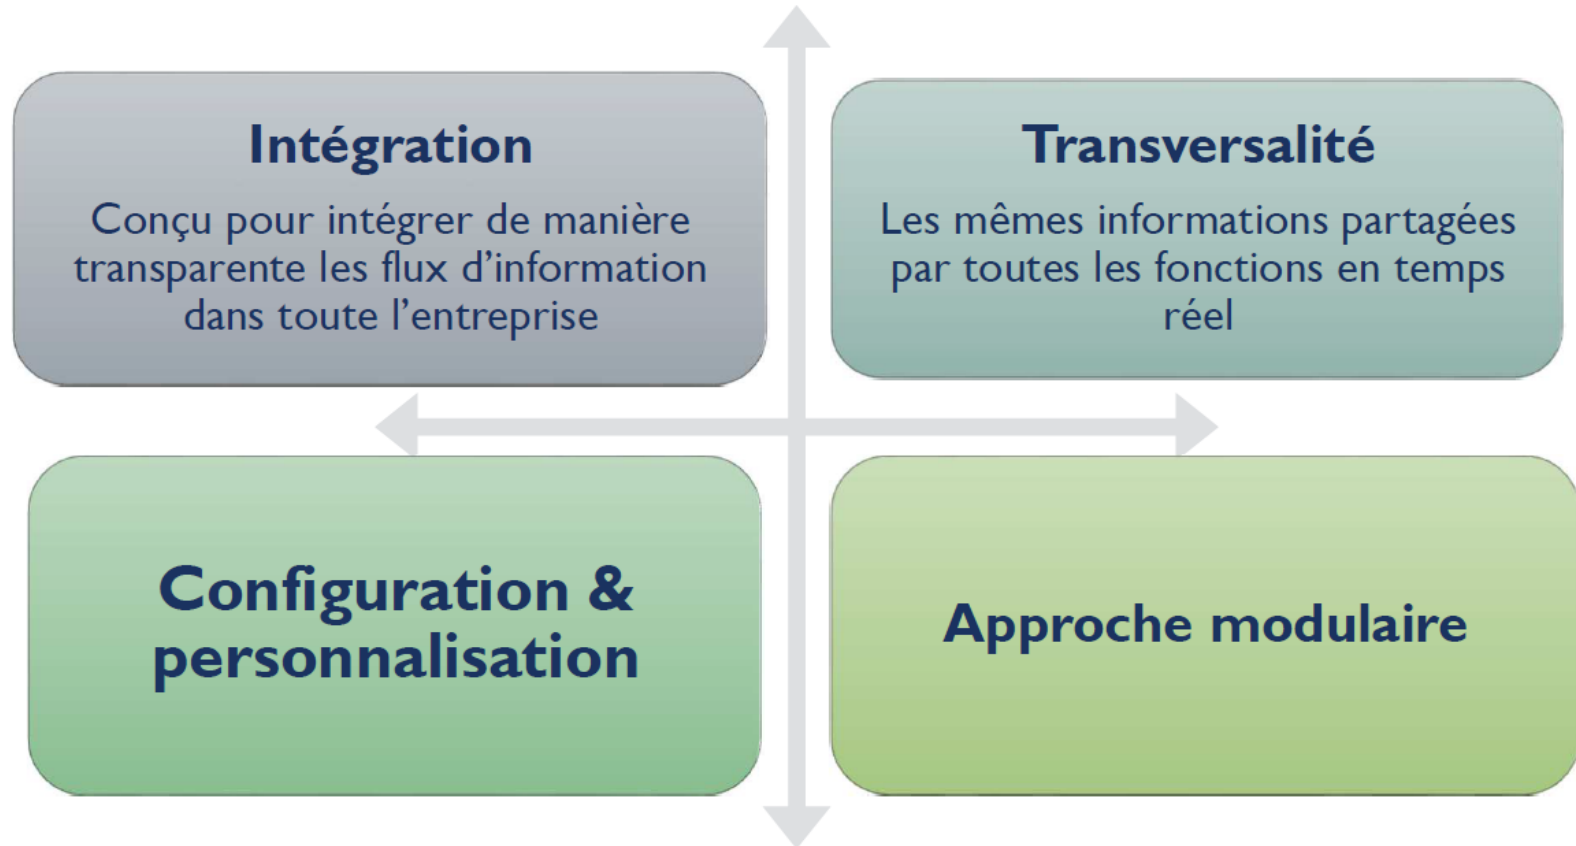 Intégration
Conçu pour intégrer de manière
transparente les flux d’information
dans toute l’entreprise
Transversalité
Les mêmes informations partagées
par toutes les fonctions en temps
réel
Configuration &
personnalisation
Approche modulaire